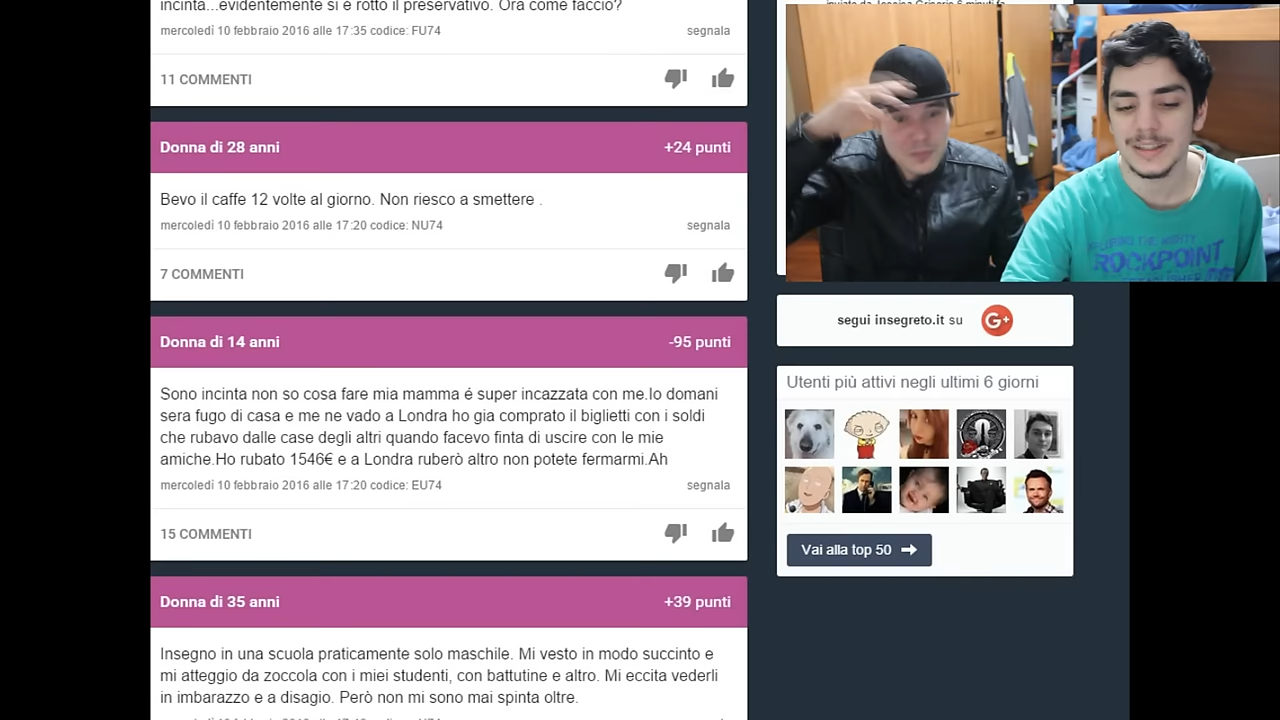 incinta...evidentemente si è rotto il preservativo. Ora come faccio?
mercoledì 10 febbraio 2016 alle 17:35 codice: FU74
segnala
11 COMMENTI
Donna di 28 anni
+24 punti
Bevo il caffe 12 volte al giorno. Non riesco a smettere .
mercoledì 10 febbraio 2016 alle 17:20 codice: NU74
segnala
7 COMMENTI
Donna di 14 anni
-95 punti
Sono incinta non so cosa fare mia mamma é super incazzata con me.Io domani
sera fugo di casa e me ne vado a Londra ho gia comprato il biglietti con i soldi
che rubavo dalle case degli altri quando facevo finta di uscire con le mie
amiche.Ho rubato 1546€ e a Londra ruberò altro non potete fermarmi.Ah
mercoledì 10 febbraio 2016 alle 17:20 codice: EU74
segnala
15 COMMENTI
Donna di 35 anni
+39 punti
Insegno in una scuola praticamente solo maschile. Mi vesto in modo succinto e
mi atteggio da zoccola con i miei studenti, con battutine e altro. Mi eccita vederli
in imbarazzo e a disagio. Però non mi sono mai spinta oltre.
ROCKPOINT
segui insegreto.it su
G+
Utenti più attivi negli ultimi 6 giorni
Vai alla top 50